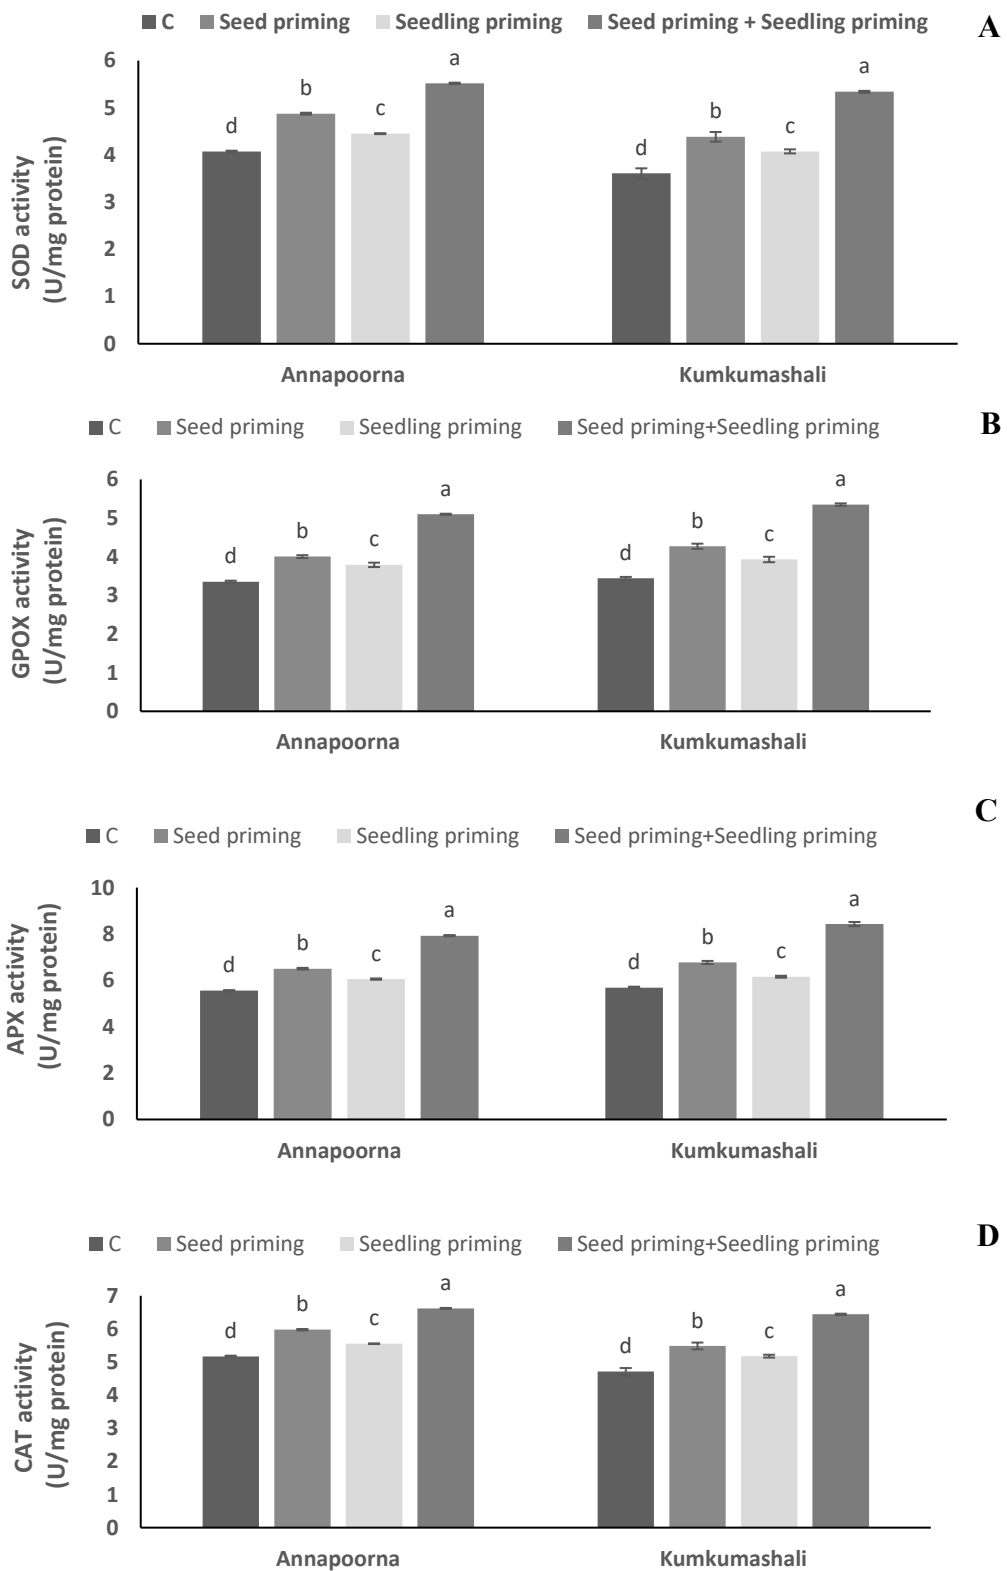 C Seed priming Seedling priming Seed priming + Seedling priming
A
6
5
4
3
2
1
0
SOD activity
(U/mg protein)
d b c a d b c a
Annapoorna Kumkumashali
C Seed priming Seedling priming Seed priming+Seedling priming
B
6
5
4
3
2
1
0
GPOX activity
(U/mg protein)
d b c a d b c a
Annapoorna Kumkumashali
C
C Seed priming Seedling priming Seed priming+Seedling priming
10
8
6
4
2
0
APX activity
(U/mg protein)
d b c a d b c a
Annapoorna Kumkumashali
C Seed priming Seedling priming Seed priming+Seedling priming
D
7
6
5
4
3
2
1
0
CAT activity
(U/mg protein)
d b c a d b c a
Annapoorna Kumkumashali